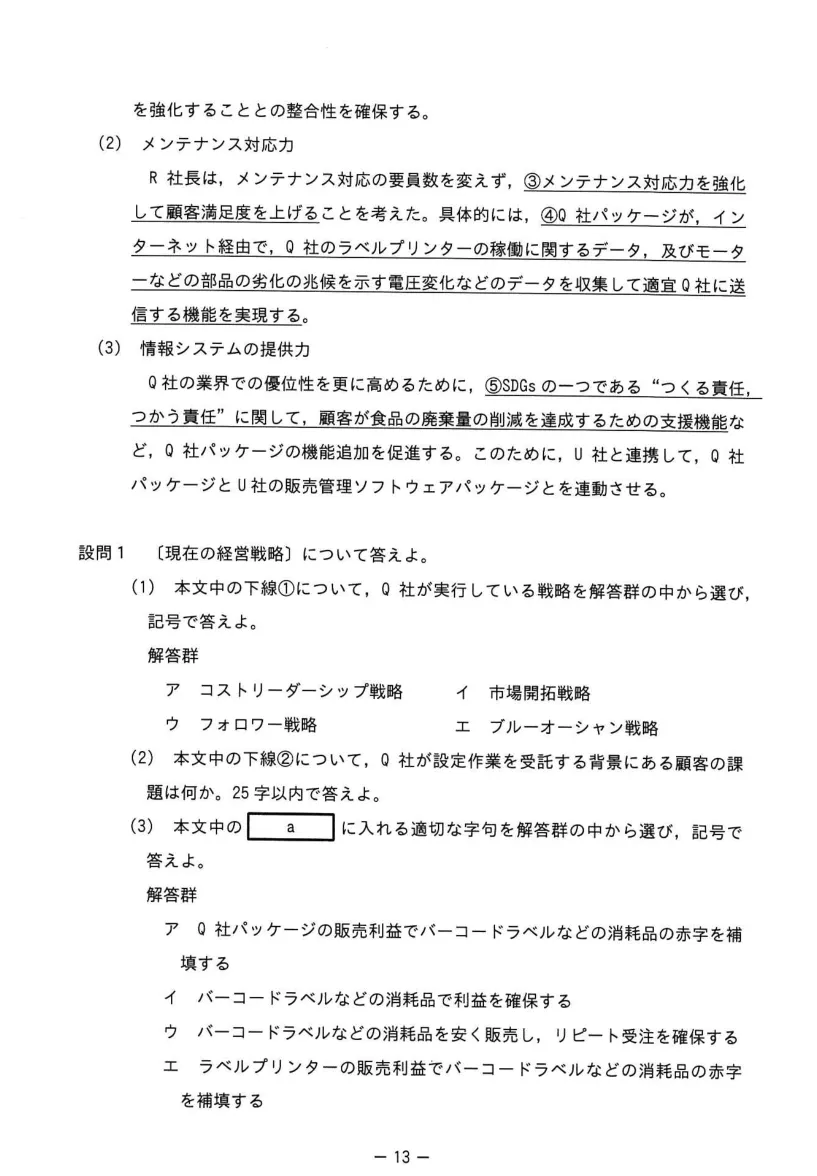 を強化することとの整合性を確保する。
(2) メンテナンス対応力
R 社長は，メンテナンス対応の要員数を変えず，③メンテナンス対応力を強化
して顧客満足度を上げることを考えた。具体的には，④Q 社パッケージが，イン
ターネット経由で，Q 社のラベルプリンターの稼働に関するデータ，及びモータ
ーなどの部品の劣化の兆候を示す電圧変化などのデータを収集して適宜 Q 社に送
信する機能を実現する。
(3) 情報システムの提供力
Q 社の業界での優位性を更に高めるために，⑤SDGs の一つである “つくる責任，
つかう責任” に関して，顧客が食品の廃棄量の削減を達成するための支援機能な
ど，Q 社パッケージの機能追加を促進する。このために，U 社と連携して，Q 社
パッケージと U 社の販売管理ソフトウェアパッケージとを連動させる。
設問 1 〔現在の経営戦略〕について答えよ。
(1) 本文中の下線①について，Q 社が実行している戦略を解答群の中から選び，
記号で答えよ。
解答群
ア コストリーダーシップ戦略 イ 市場開拓戦略
ウ フォロワー戦略 エ ブルーオーシャン戦略
(2) 本文中の下線②について，Q 社が設定作業を受託する背景にある顧客の課
題は何か。25 字以内で答えよ。
(3) 本文中の a に入れる適切な字句を解答群の中から選び，記号で
答えよ。
解答群
ア Q 社パッケージの販売利益でバーコードラベルなどの消耗品の赤字を補
填する
イ バーコードラベルなどの消耗品で利益を確保する
ウ バーコードラベルなどの消耗品を安く販売し，リピート受注を確保する
エ ラベルプリンターの販売利益でバーコードラベルなどの消耗品の赤字
を補填する
－ 13 －